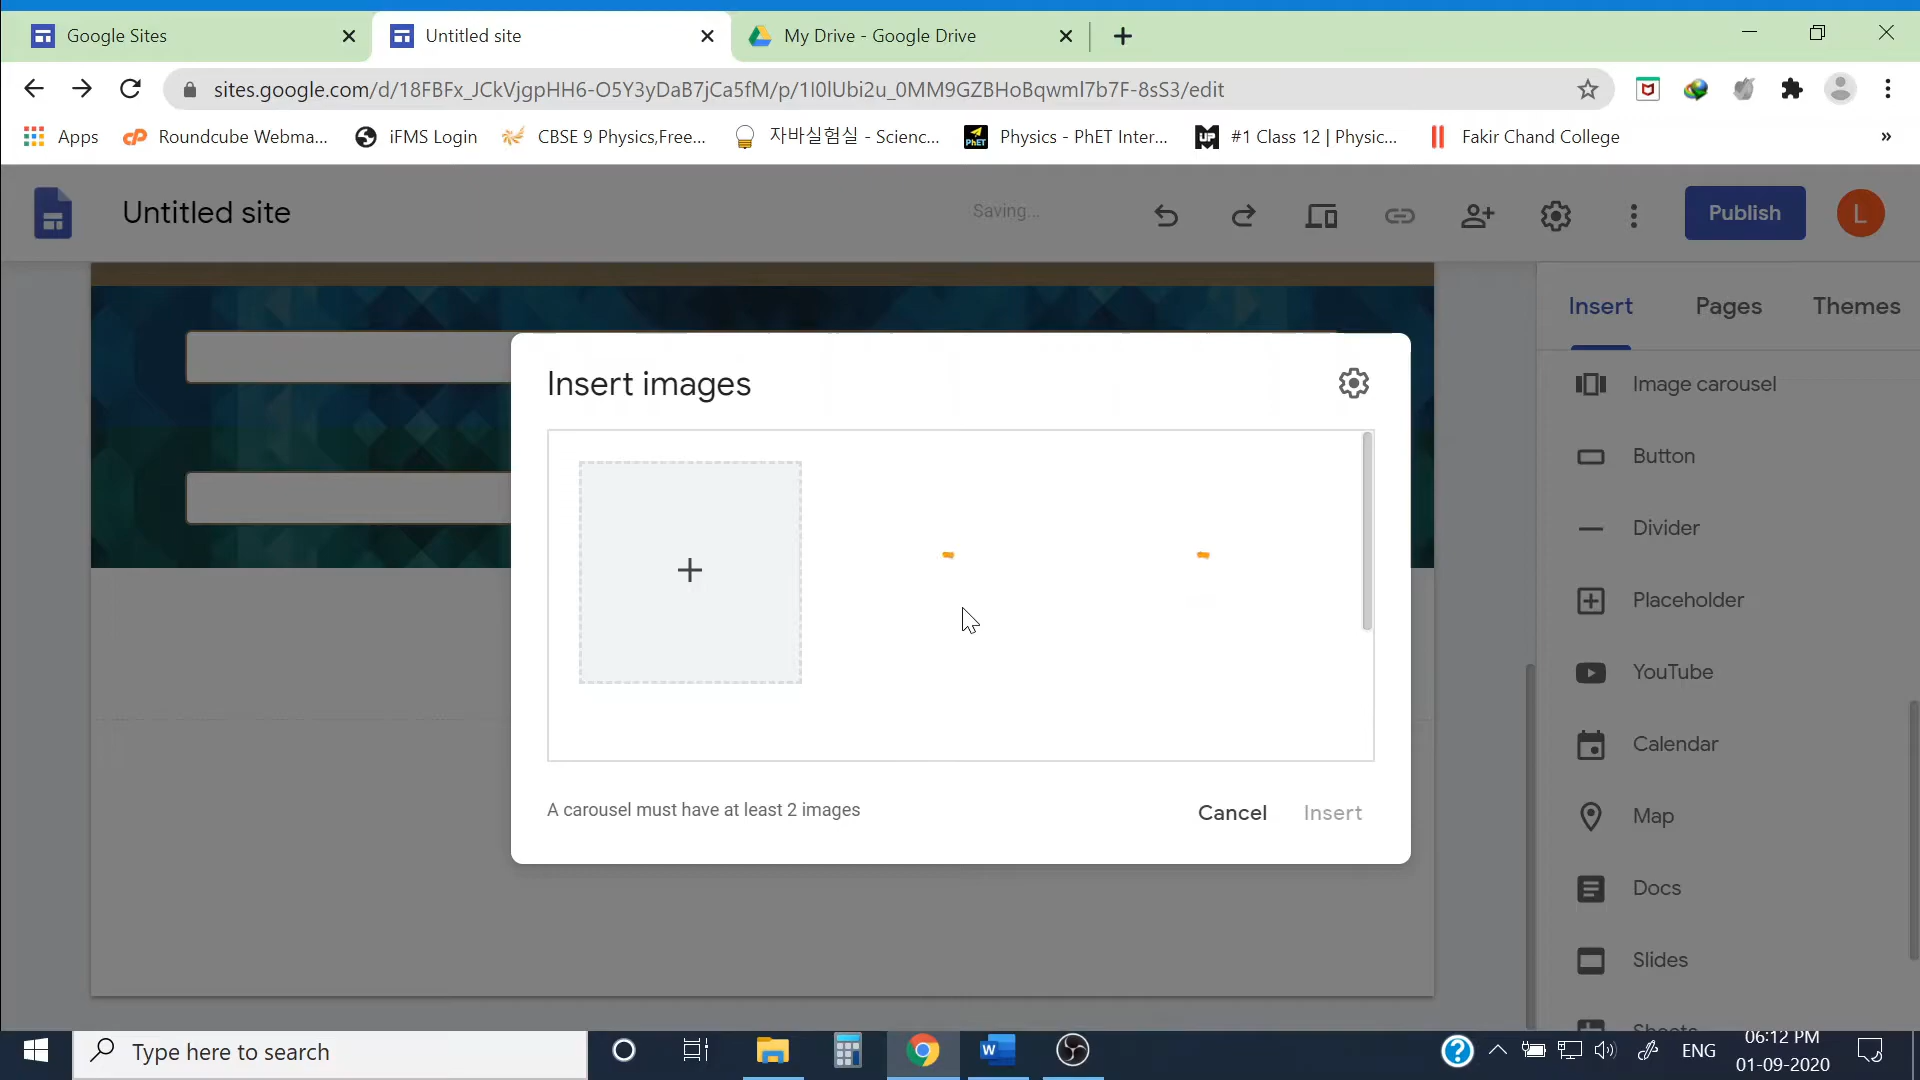 Google Sites
Untitled site
My Drive - Google Drive
sites.google.com/d/18FBFx_JCkVjgpHH6-O5Y3yDaB7jCa5fM/p/1I0lUbi2u_0MM9GZBHoBqwml7b7F-8sS3/edit
Apps
Roundcube Webma...
iFMS Login
CBSE 9 Physics,Free...
자바실험실 - Scienc...
PhET
Physics - PhET Inter...
UP
#1 Class 12 | Physic...
Fakir Chand College
»
Untitled site
Saving...
Publish
L
Insert
Pages
Themes
Insert images
Image carousel
Button
Divider
Placeholder
YouTube
Calendar
Map
Docs
Slides
Sheets
A carousel must have at least 2 images
Cancel
Insert
Type here to search
W
?
ENG
06:12 PM
01-09-2020